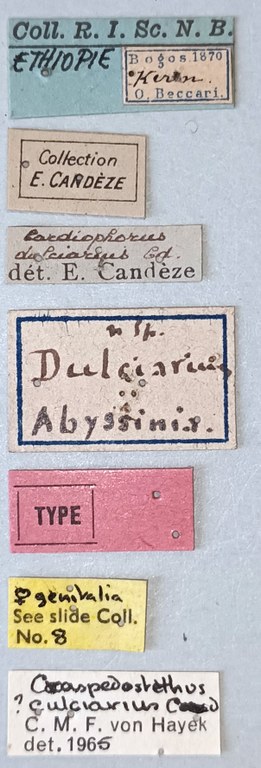 Coll. R. I. Sc. N. B.
ETHIOPIE
Bogos 1870
Keren.
O. Beccari.
Collection
E. CANDÈZE
Cardiophorus
dulciarius Cd.
dét. E. Candèze
n sp.
Dulciarius
Abyssinia.
TYPE
♀ genitalia
See slide Coll.
No. 8
Craspedostethus
? dulciarius Cand
C. M. F. von Hayek
det. 1965